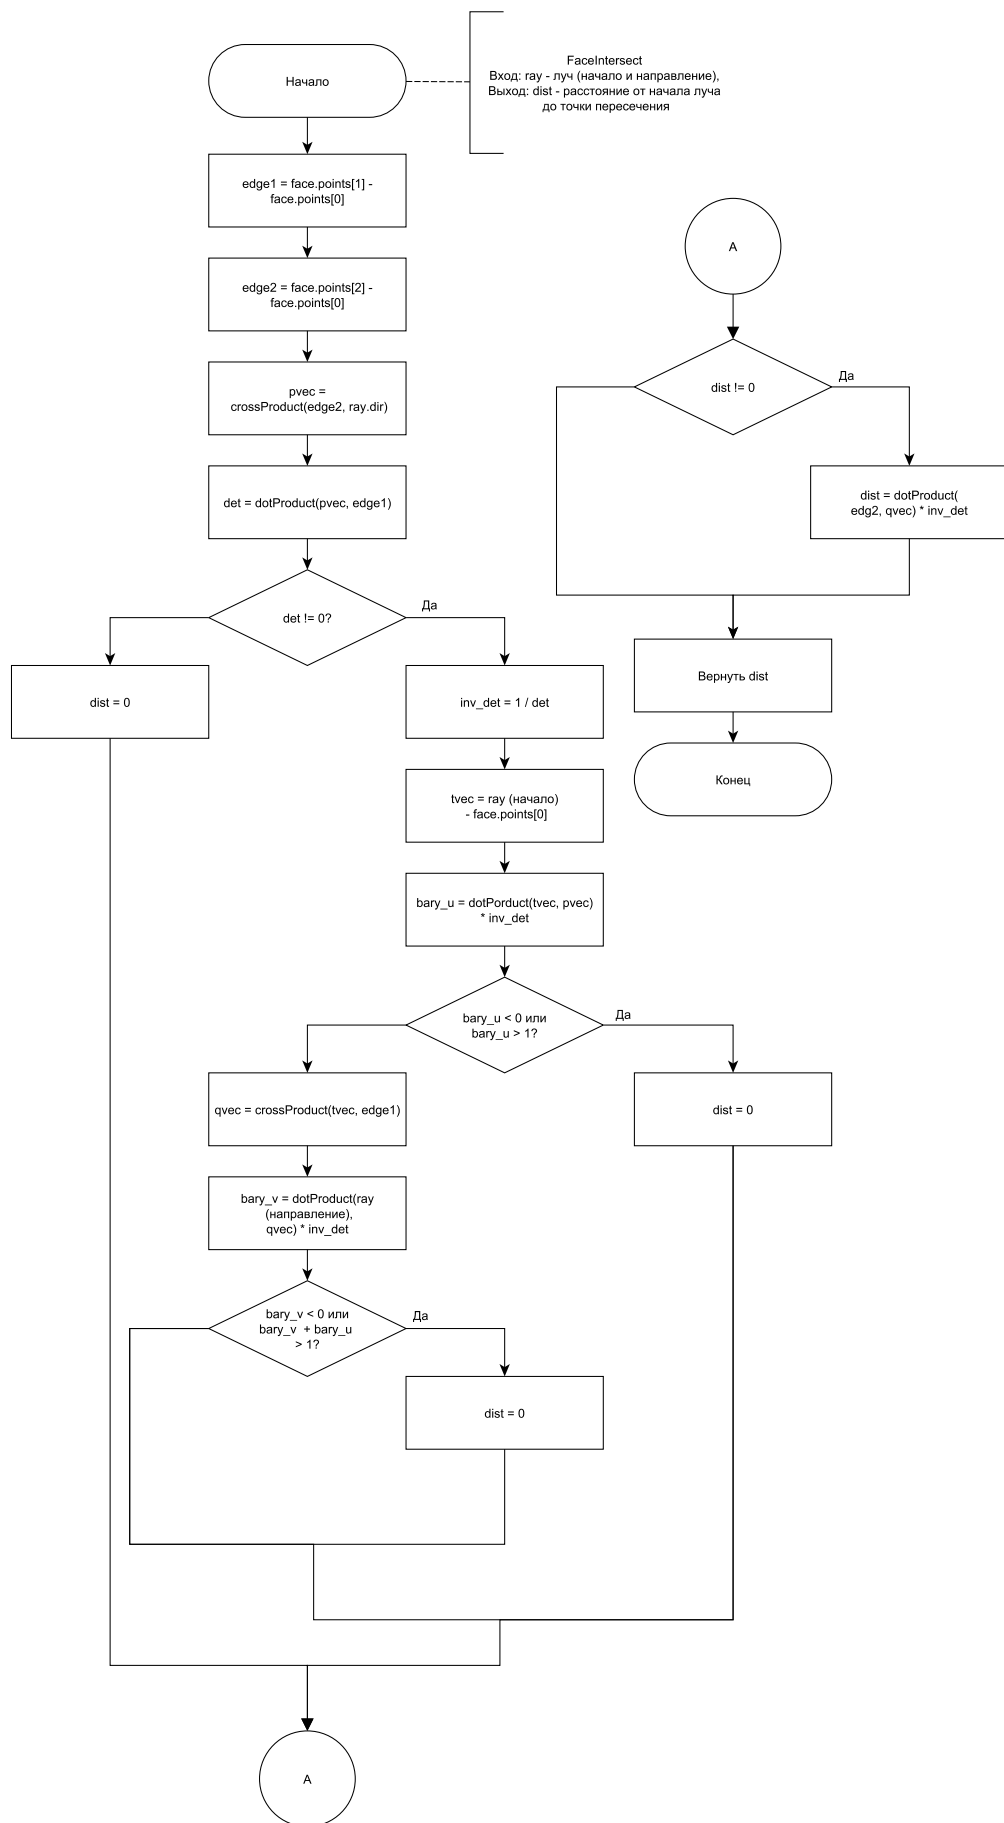 Начало
FaceIntersect
Вход: ray - луч (начало и направление),
Выход: dist - расстояние от начала луча
до точки пересечения
edge1 = face.points[1] -
face.points[0]
edge2 = face.points[2] -
face.points[0]
pvec =
crossProduct(edge2, ray.dir)
det = dotProduct(pvec, edge1)
det != 0?
Да
dist = 0
inv_det = 1 / det
tvec = ray (начало)
- face.points[0]
bary_u = dotPorduct(tvec, pvec)
* inv_det
bary_u < 0 или
bary_u > 1?
Да
qvec = crossProduct(tvec, edge1)
dist = 0
bary_v = dotProduct(ray
(направление),
qvec) * inv_det
bary_v < 0 или
bary_v + bary_u
> 1?
Да
dist = 0
A
A
dist != 0
Да
dist = dotProduct(
edg2, qvec) * inv_det
Вернуть dist
Конец